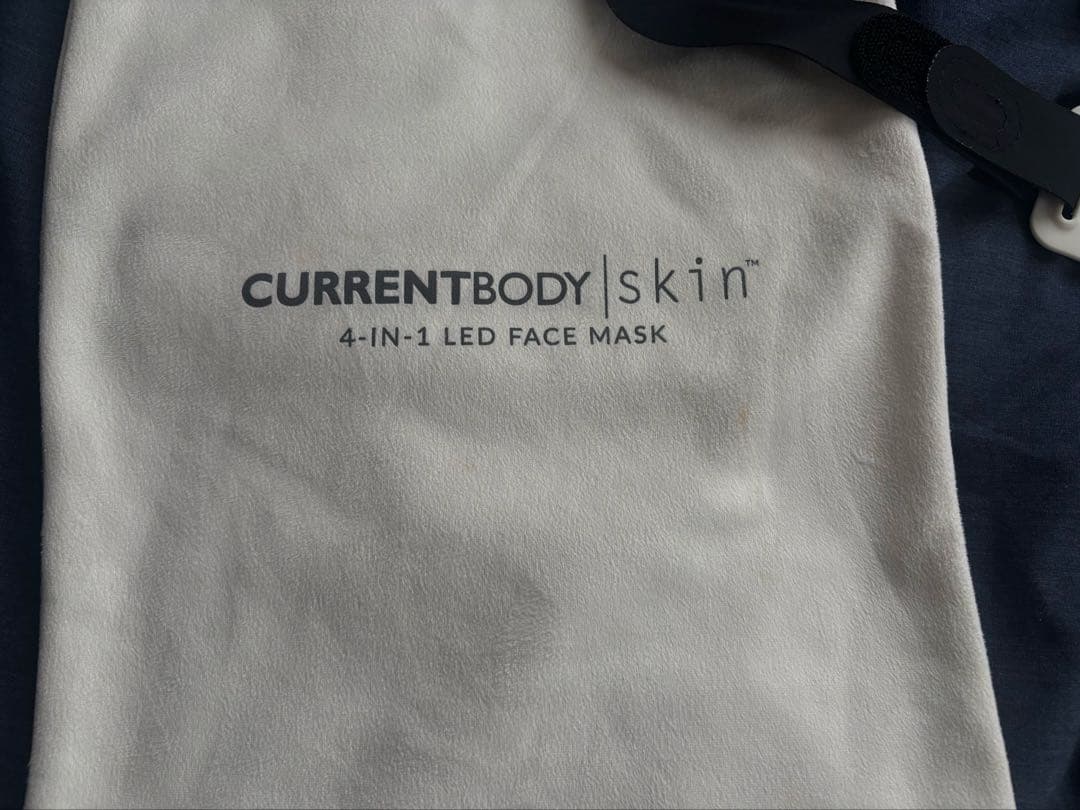 CURRENTBODY|skin™
4-IN-1 LED FACE MASK